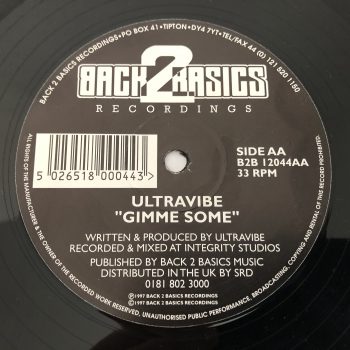 BACK 2 BASICS RECORDINGS•PO BOX 41•TIPTON•DY4 7YT•TEL/FAX 44 (0) 121 520 1150
BACK 2 BASICS
RECORDINGS
5 026518 000443
SIDE AA
B2B 12044AA
33 RPM
ULTRAVIBE
"GIMME SOME"
WRITTEN & PRODUCED BY ULTRAVIBE
RECORDED & MIXED AT INTEGRITY STUDIOS
PUBLISHED BY BACK 2 BASICS MUSIC
DISTRIBUTED IN THE UK BY SRD
0181 802 3000
℗1997 BACK 2 BASICS RECORDINGS
©1997 BACK 2 BASICS RECORDINGS
ALL RIGHTS OF THE MANUFACTURER & THE OWNER OF THE RECORDED WORK RESERVED. UNAUTHORISED PUBLIC PERFORMANCE, BROADCASTING, COPYING AND RENTAL OF THIS RECORD PROHIBITED.